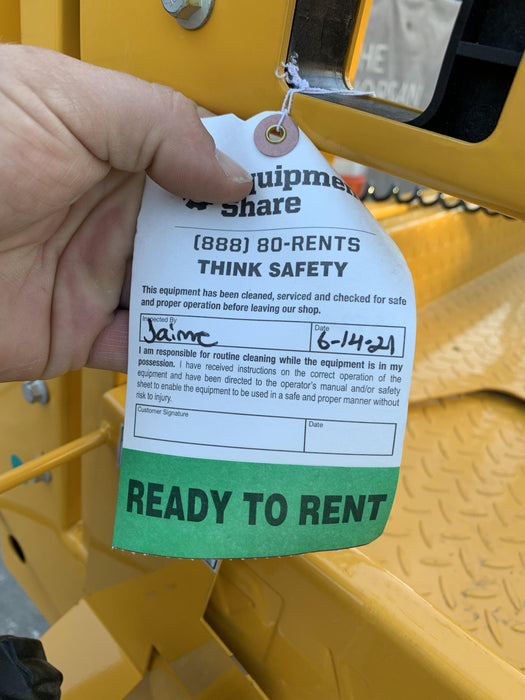 quipme
Share
(888) 80-RENTS
THINK SAFETY
This equipment has been cleaned, serviced and checked for safe
and proper operation before leaving our shop.
Inspected By
Jaime
Date
6-14-21
I am responsible for routine cleaning while the equipment is in my
possession. I have received instructions on the correct operation of the
equipment and have been directed to the operator's manual and/or safety
sheet to enable the equipment to be used in a safe and proper manner without
risk to injury.
Customer Signature
Date
READY TO RENT